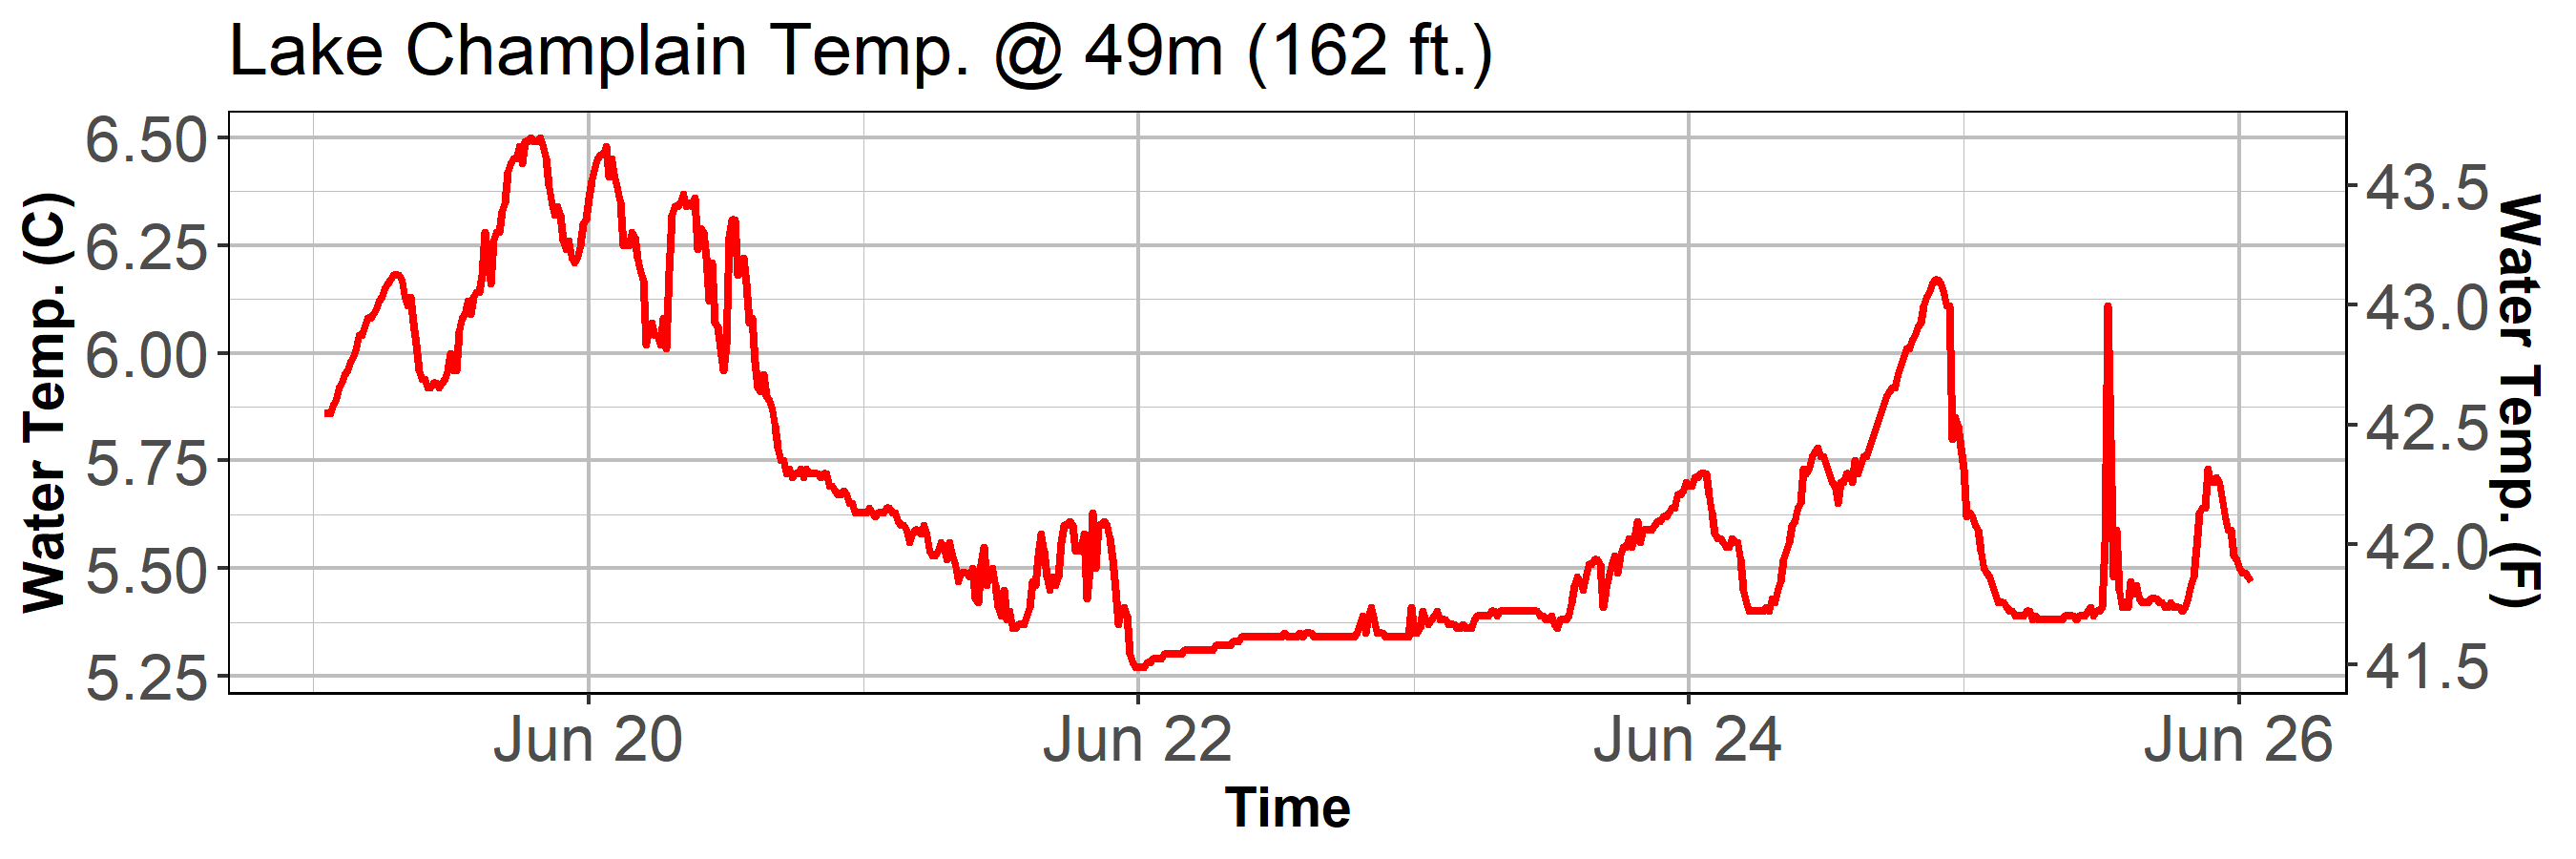 Lake Champlain Temp. @ 49m (162 ft.)
Water Temp. (C)
6.50
6.25
6.00
5.75
5.50
5.25
43.5
43.0
42.5
42.0
41.5
Water Temp. (F)
Jun 20 Jun 22 Jun 24 Jun 26
Time